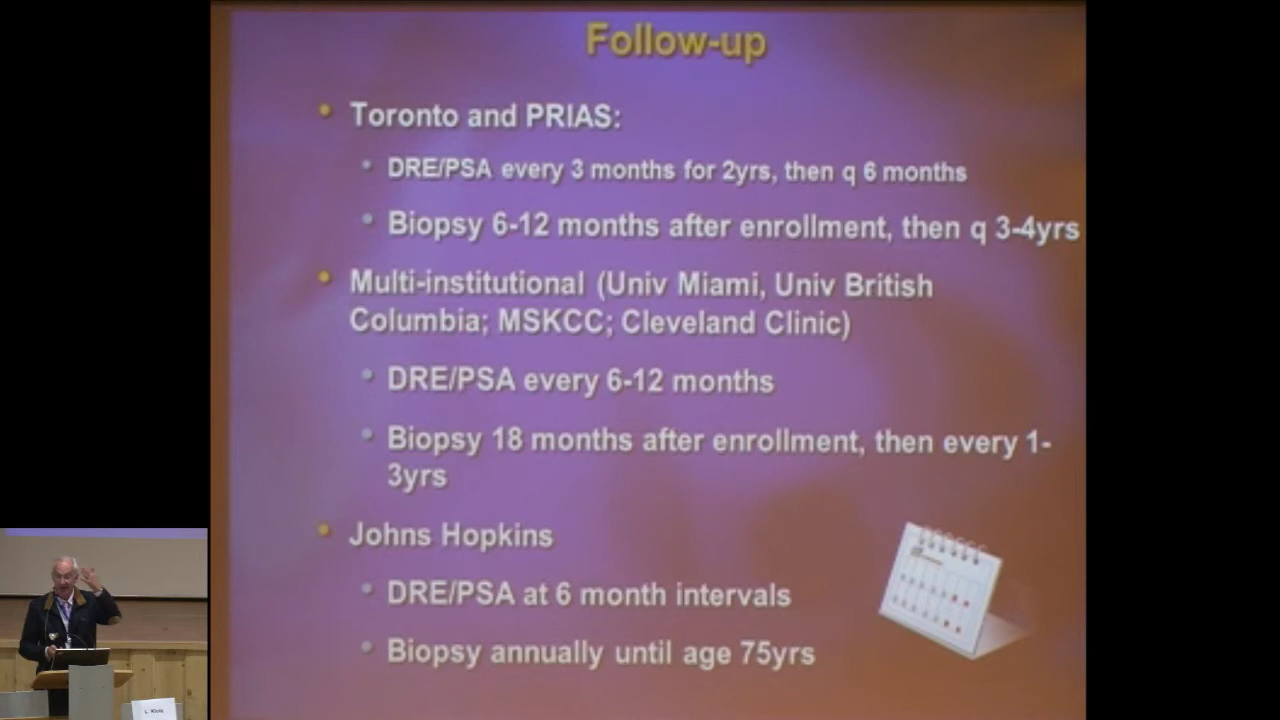 Follow-up
Toronto and PRIAS:
DRE/PSA every 3 months for 2yrs, then q 6 months
Biopsy 6-12 months after enrollment, then q 3-4yrs
Multi-institutional (Univ Miami, Univ British
Columbia; MSKCC; Cleveland Clinic)
DRE/PSA every 6-12 months
Biopsy 18 months after enrollment, then every 1-
3yrs
Johns Hopkins
DRE/PSA at 6 month intervals
Biopsy annually until age 75yrs